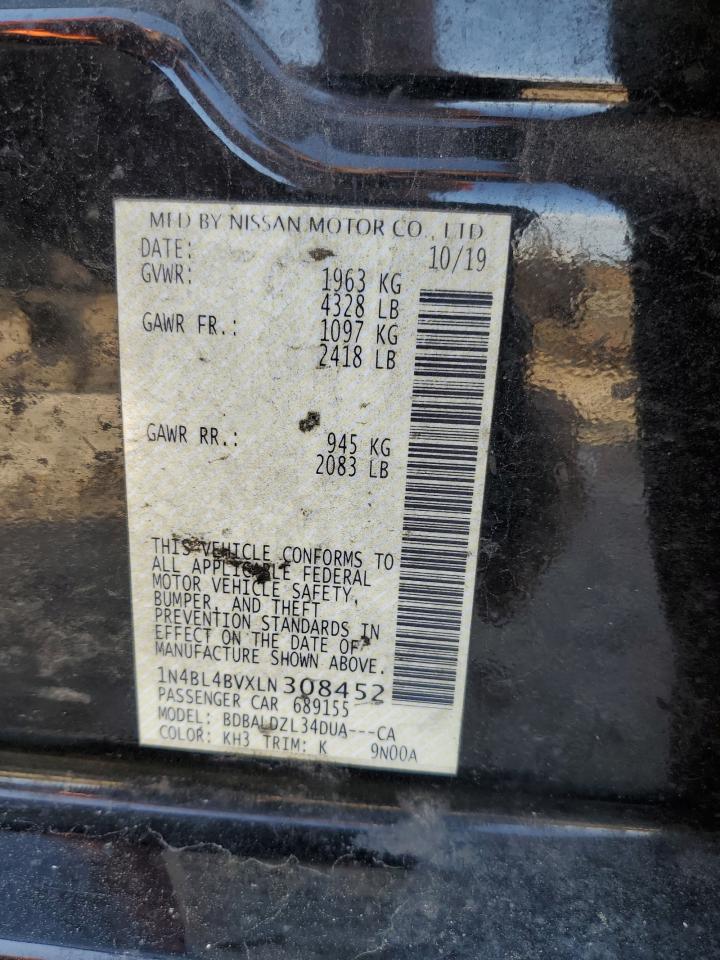 MFD BY NISSAN MOTOR CO., LTD
DATE: 10/19
GVWR: 1963 KG
4328 LB
GAWR FR.: 1097 KG
2418 LB
GAWR RR.: 945 KG
2083 LB
THIS VEHICLE CONFORMS TO
ALL APPLICABLE FEDERAL
MOTOR VEHICLE SAFETY,
BUMPER, AND THEFT
PREVENTION STANDARDS IN
EFFECT ON THE DATE OF
MANUFACTURE SHOWN ABOVE.
1N4BL4BVXLN308452
PASSENGER CAR 689155
MODEL: BDBALDZL34DUA---CA
COLOR: KH3 TRIM: K 9N00A